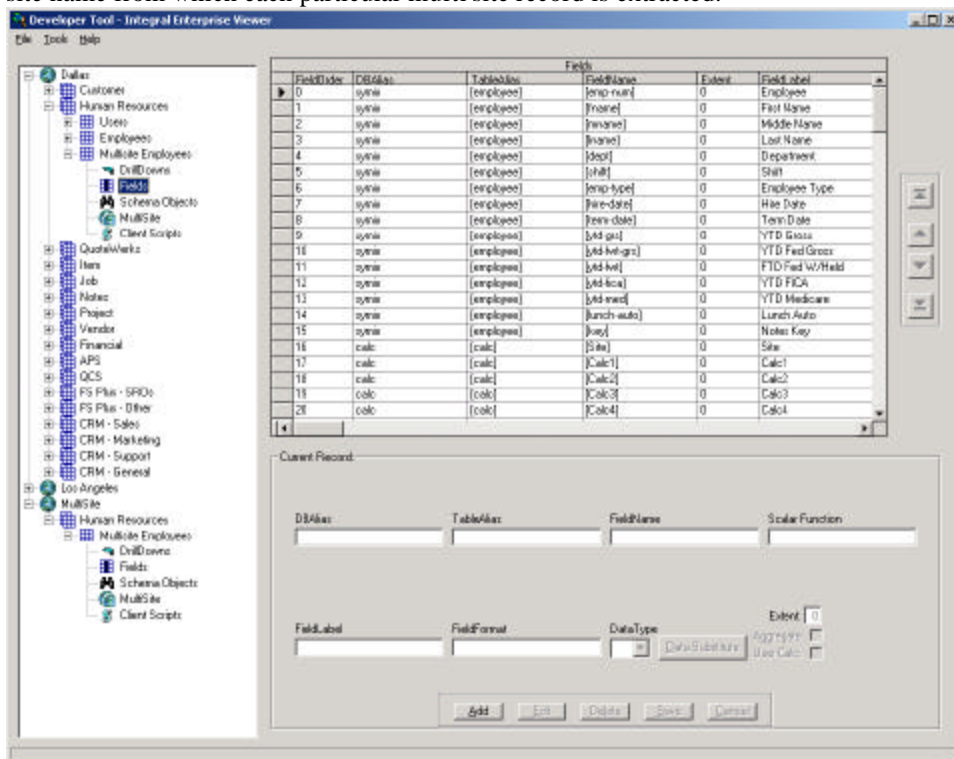 site name from which each particular multi site record is extracted.
Developer Tool - Integral Enterprise Viewer
File Tools Help
Dallas
Customer
Human Resources
Users
Employees
Multisite Employees
DrillDowns
Fields
Schema Objects
MultiSite
Client Scripts
QuoteWerks
Item
Job
Notes
Project
Vendor
Financial
APS
QCS
FS Plus - SROs
FS Plus - Other
CRM - Sales
CRM - Marketing
CRM - Support
CRM - General
Los Angeles
MultiSite
Human Resources
Multisite Employees
DrillDowns
Fields
Schema Objects
MultiSite
Client Scripts
Fields
FieldOrder DBAlias TableAlias FieldName Extent FieldLabel
0 symix [employee] [emp-num] 0 Employee
1 symix [employee] [fname] 0 First Name
2 symix [employee] [mname] 0 Middle Name
3 symix [employee] [lname] 0 Last Name
4 symix [employee] [dept] 0 Department
5 symix [employee] [shift] 0 Shift
6 symix [employee] [emp-type] 0 Employee Type
7 symix [employee] [hire-date] 0 Hire Date
8 symix [employee] [term-date] 0 Term Date
9 symix [employee] [ytd-grs] 0 YTD Gross
10 symix [employee] [ytd-fwt-grs] 0 YTD Fed Gross
11 symix [employee] [ytd-fwt] 0 FTD Fed W/Held
12 symix [employee] [ytd-fica] 0 YTD FICA
13 symix [employee] [ytd-med] 0 YTD Medicare
14 symix [employee] [lunch-auto] 0 Lunch Auto
15 symix [employee] [key] 0 Notes Key
16 calc [calc] [Site] 0 Site
17 calc [calc] [Calc1] 0 Calc1
18 calc [calc] [Calc2] 0 Calc2
19 calc [calc] [Calc3] 0 Calc3
20 calc [calc] [Calc4] 0 Calc4
Current Record:
DBAlias TableAlias FieldName Scalar Function
FieldLabel FieldFormat DataType Extent 0
Data Substitute Aggregate
Use Calc
Add Edit Delete Save Cancel